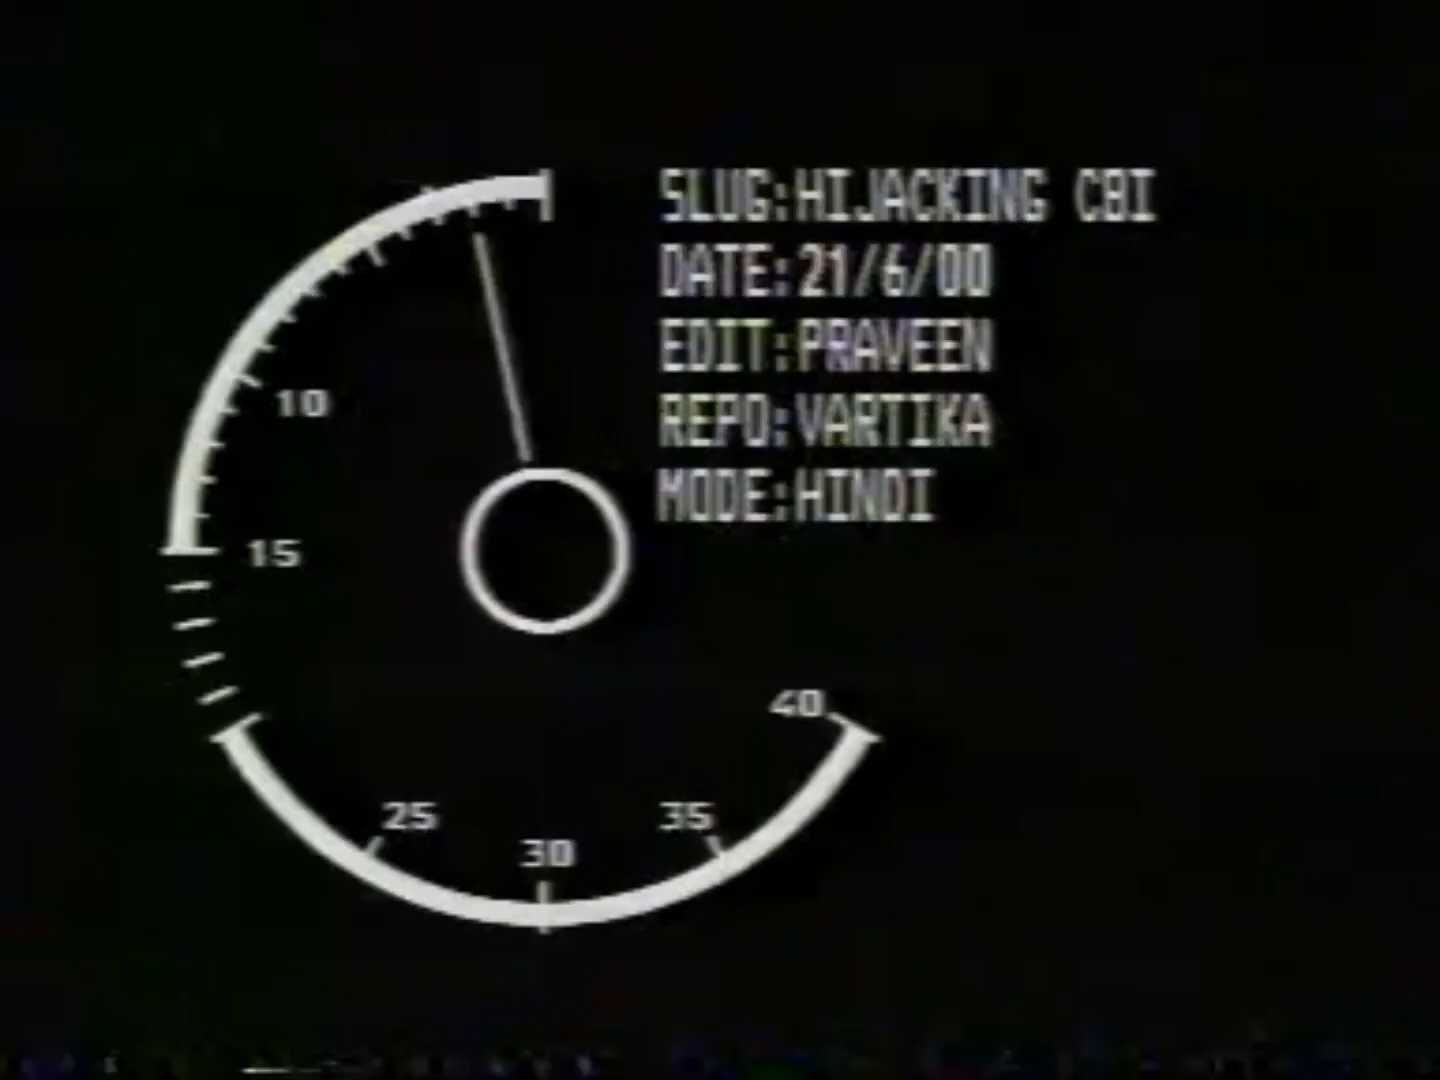 SLUG:HIJACKING CBI
DATE:21/6/00
EDIT:PRAVEEN
REPO:VARTIKA
MODE:HINDI
10
15
40
25
35
30